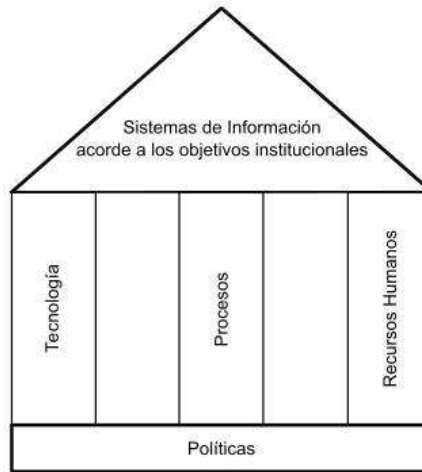 Sistemas de Información
acorde a los objetivos institucionales
Tecnología
Procesos
Recursos Humanos
Políticas